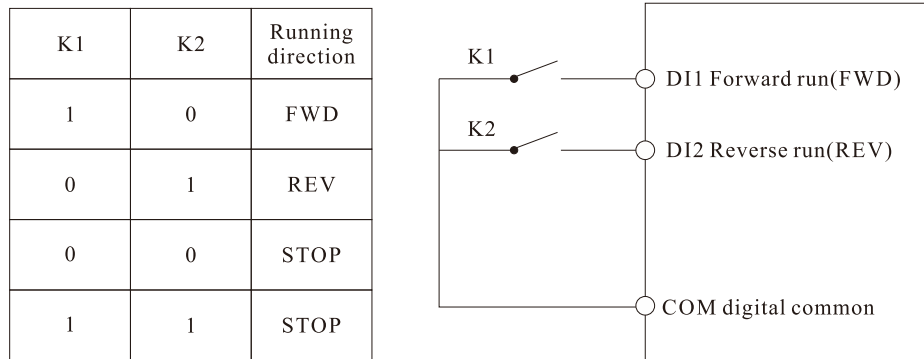 K1 K2 Running direction
1 0 FWD
0 1 REV
0 0 STOP
1 1 STOP
K1
DI1 Forward run(FWD)
K2
DI2 Reverse run(REV)
COM digital common